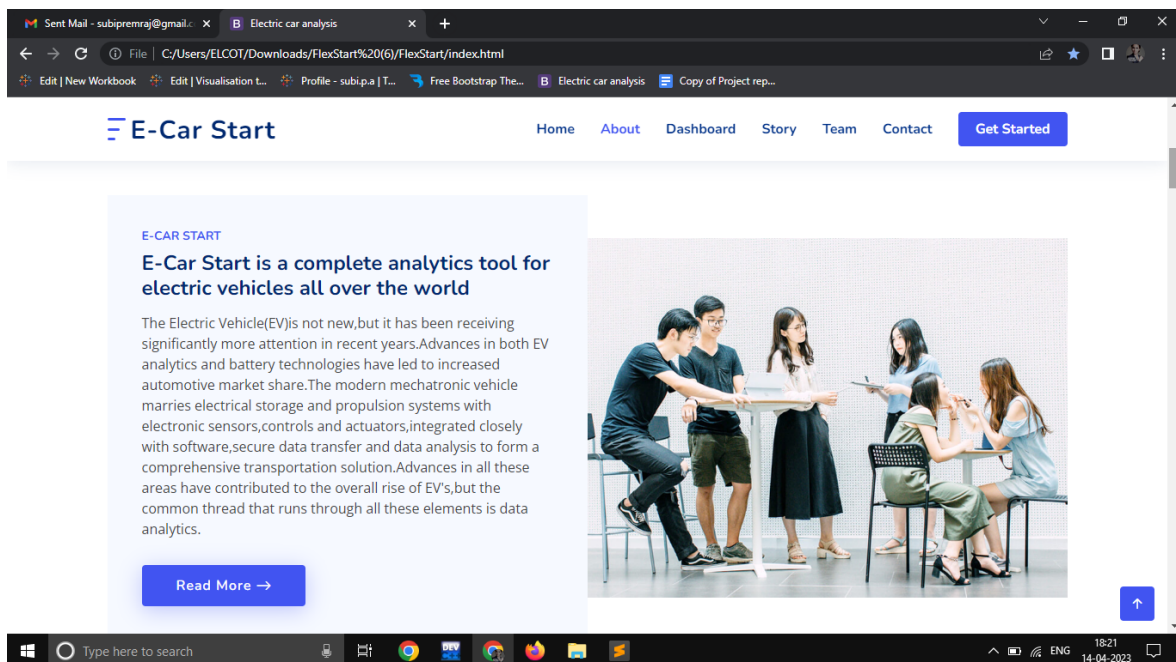 Sent Mail - subipremraj@gmail.c
Electric car analysis
File
C:/Users/ELCOT/Downloads/FlexStart%20(6)/FlexStart/index.html
Edit | New Workbook
Edit | Visualisation t...
Profile - subi.p.a | T...
Free Bootstrap The...
Electric car analysis
Copy of Project rep...
E-Car Start
Home About Dashboard Story Team Contact Get Started
E-CAR START
E-Car Start is a complete analytics tool for
electric vehicles all over the world
The Electric Vehicle(EV)is not new,but it has been receiving
significantly more attention in recent years.Advances in both EV
analytics and battery technologies have led to increased
automotive market share.The modern mechatronic vehicle
marries electrical storage and propulsion systems with
electronic sensors,controls and actuators,integrated closely
with software,secure data transfer and data analysis to form a
comprehensive transportation solution.Advances in all these
areas have contributed to the overall rise of EV's,but the
common thread that runs through all these elements is data
analytics.
Read More →
Type here to search
DEV
ENG
18:21
14-04-2023